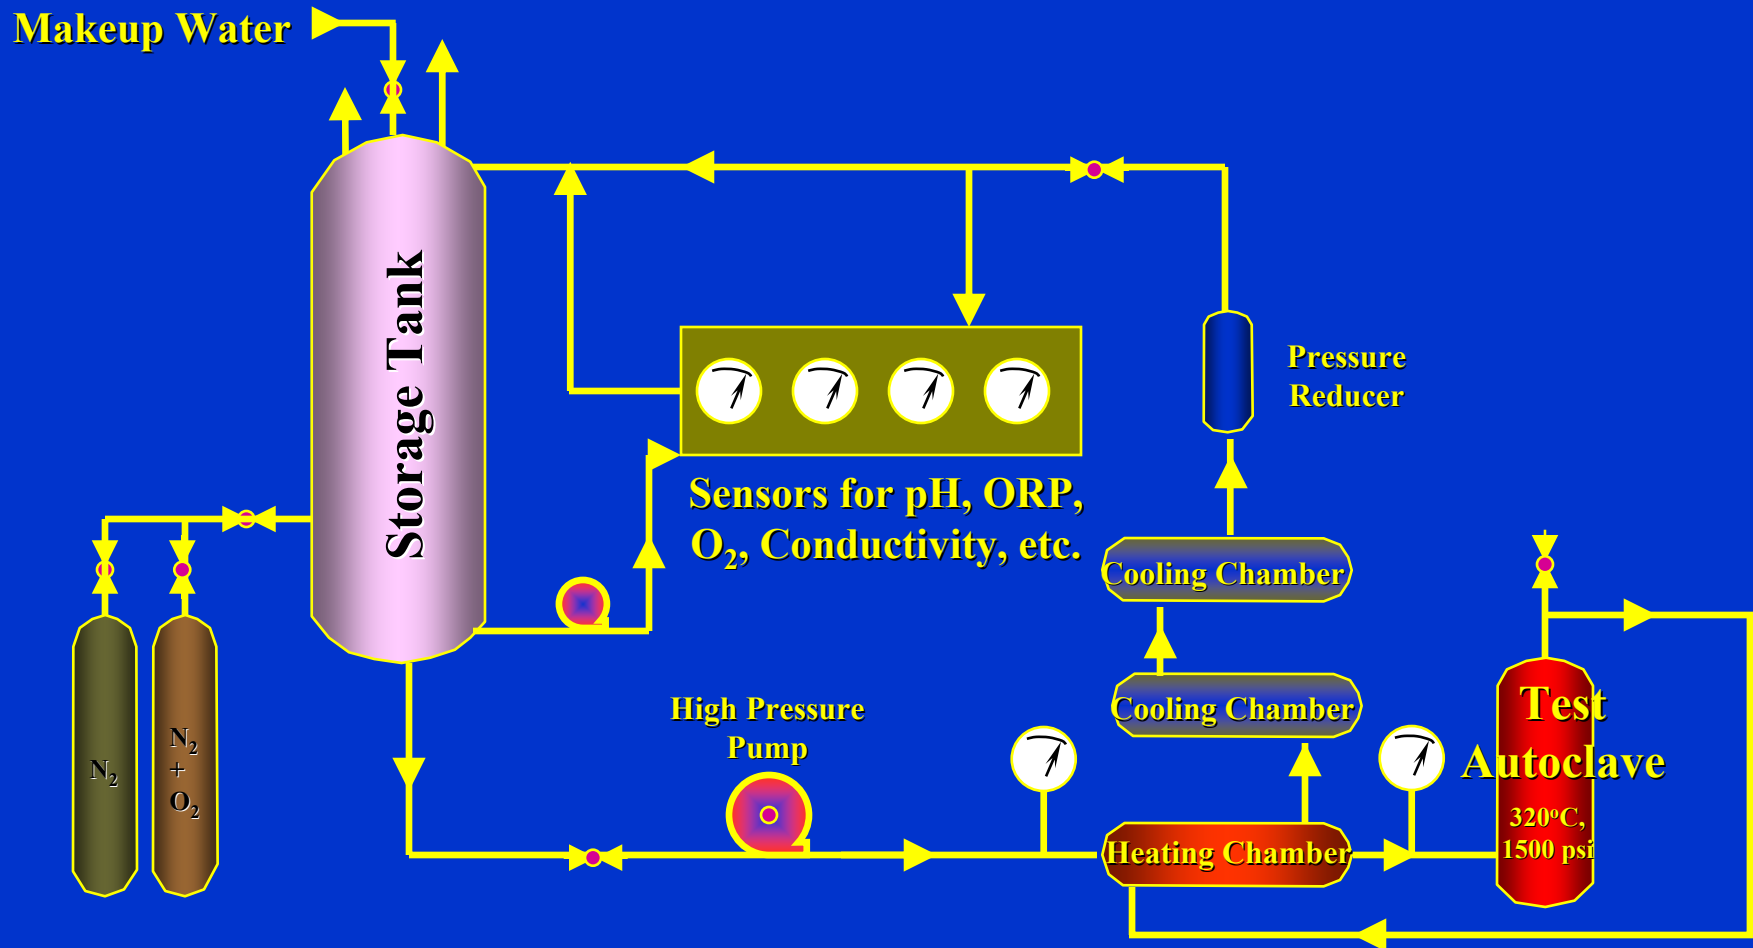 Makeup Water
Storage Tank
Pressure
Reducer
Sensors for pH, ORP,
O₂, Conductivity, etc.
Cooling Chamber
Cooling Chamber
High Pressure
Pump
N₂
N₂
+
O₂
Heating Chamber
Test
Autoclave
320°C,
1500 psi